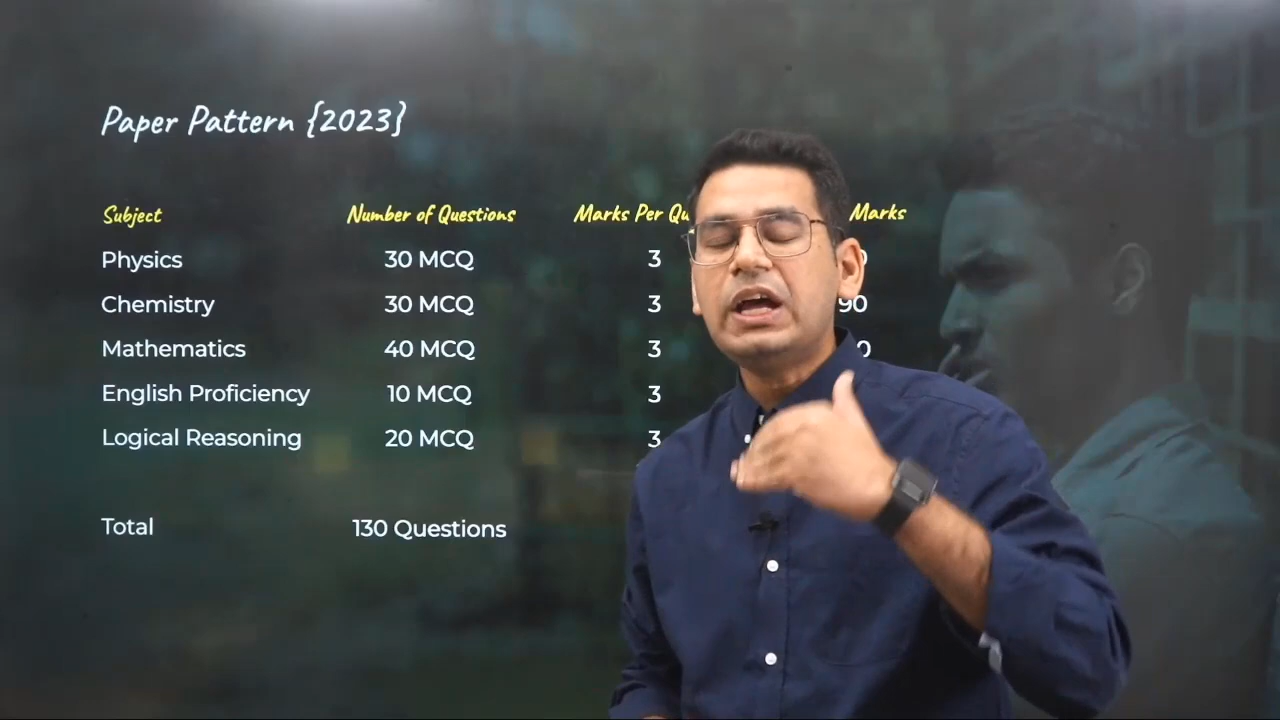 Paper Pattern {2023}
Subject Number of Questions Marks Per Marks
Physics 30 MCQ 3
Chemistry 30 MCQ 3 90
Mathematics 40 MCQ 3
English Proficiency 10 MCQ 3
Logical Reasoning 20 MCQ 3
Total 130 Questions